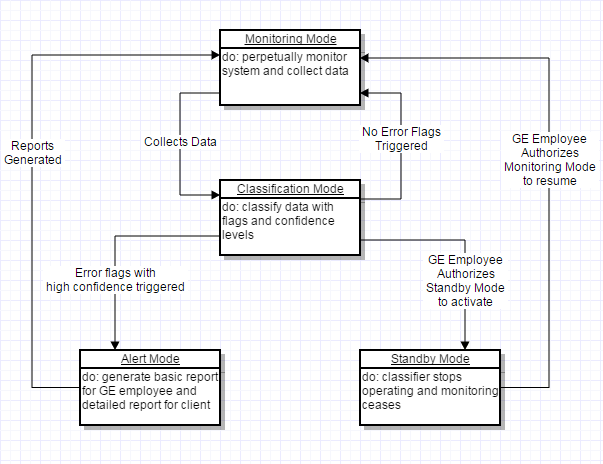 Monitoring Mode
do: perpetually monitor
system and collect data
Reports
Generated
Collects Data
No Error Flags
Triggered
GE Employee
Authorizes
Monitoring Mode
to resume
Classification Mode
do: classify data with
flags and confidence
levels
Error flags with
high confidence triggered
GE Employee
Authorizes
Standby Mode
to activate
Alert Mode
do: generate basic report
for GE employee and
detailed report for client
Standby Mode
do: classifier stops
operating and monitoring
ceases